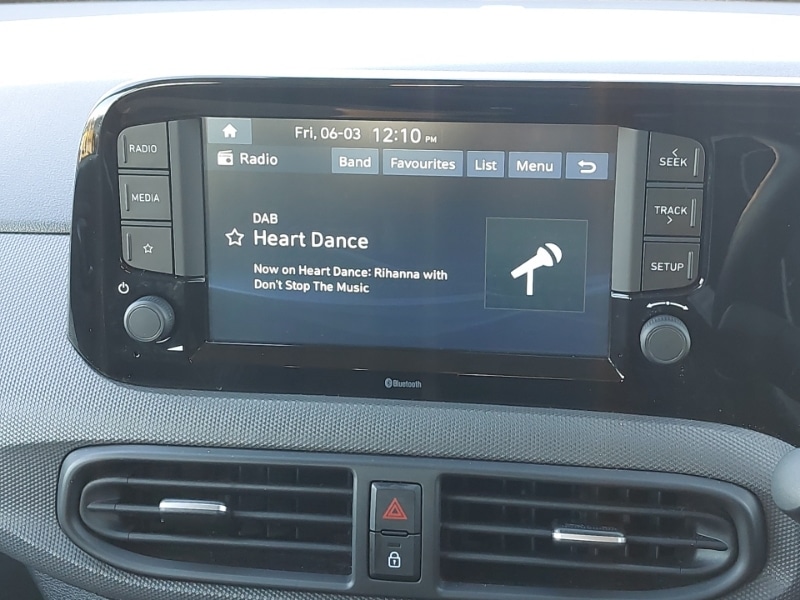 Fri, 06-03 12:10 PM
Radio Band Favourites List Menu
DAB
Heart Dance
Now on Heart Dance: Rihanna with
Don't Stop The Music
RADIO
MEDIA
SEEK
TRACK
SETUP
Bluetooth